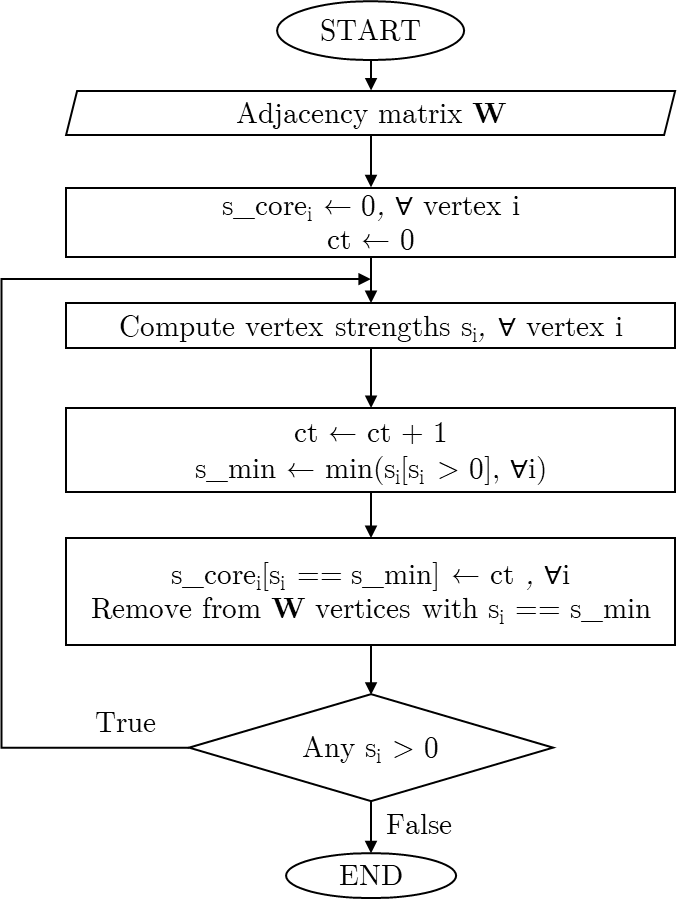 START
Adjacency matrix W
s_coreᵢ ← 0, ∀ vertex i
ct ← 0
Compute vertex strengths sᵢ, ∀ vertex i
ct ← ct + 1
s_min ← min(sᵢ[sᵢ > 0], ∀i)
s_coreᵢ[sᵢ == s_min] ← ct , ∀i
Remove from W vertices with sᵢ == s_min
True
Any sᵢ > 0
False
END